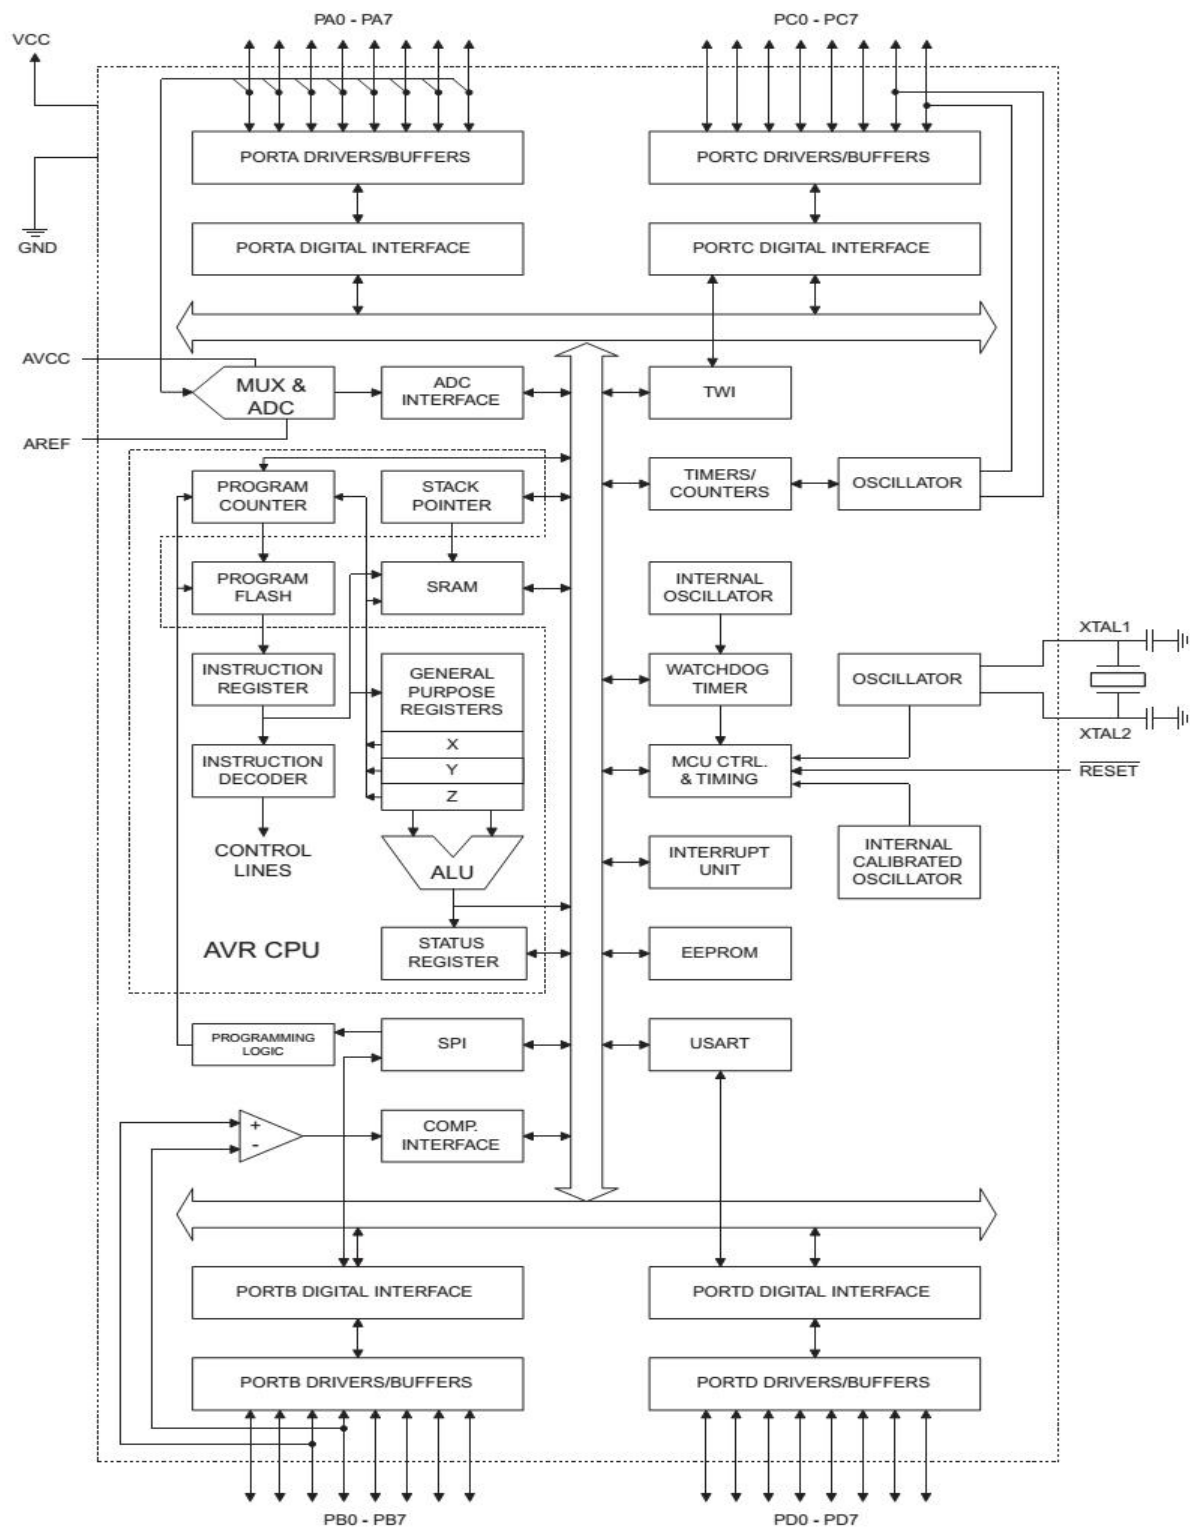 PA0 - PA7
PC0 - PC7
VCC
PORTA DRIVERS/BUFFERS
PORTC DRIVERS/BUFFERS
GND
PORTA DIGITAL INTERFACE
PORTC DIGITAL INTERFACE
AVCC
MUX &
ADC
ADC
INTERFACE
TWI
AREF
PROGRAM
COUNTER
STACK
POINTER
TIMERS/
COUNTERS
OSCILLATOR
PROGRAM
FLASH
SRAM
INTERNAL
OSCILLATOR
XTAL1
INSTRUCTION
REGISTER
GENERAL
PURPOSE
REGISTERS
WATCHDOG
TIMER
OSCILLATOR
XTAL2
X
Y
Z
INSTRUCTION
DECODER
MCU CTRL.
& TIMING
RESET
CONTROL
LINES
ALU
INTERRUPT
UNIT
INTERNAL
CALIBRATED
OSCILLATOR
AVR CPU
STATUS
REGISTER
EEPROM
PROGRAMMING
LOGIC
SPI
USART
+
-
COMP.
INTERFACE
PORTB DIGITAL INTERFACE
PORTD DIGITAL INTERFACE
PORTB DRIVERS/BUFFERS
PORTD DRIVERS/BUFFERS
PB0 - PB7
PD0 - PD7